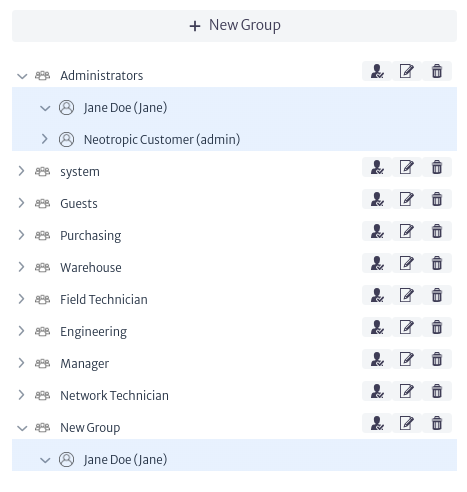 + New Group
Administrators
Jane Doe (Jane)
Neotropic Customer (admin)
system
Guests
Purchasing
Warehouse
Field Technician
Engineering
Manager
Network Technician
New Group
Jane Doe (Jane)